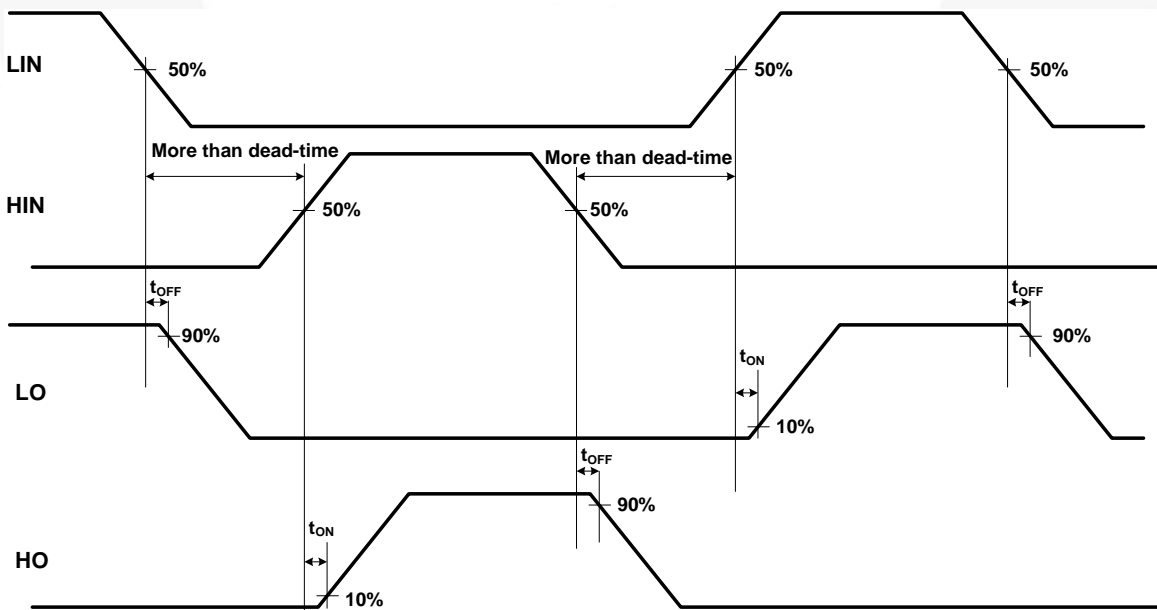 LIN
50%
50%
50%
More than dead-time
More than dead-time
HIN
50%
50%
tOFF
tOFF
90%
90%
tON
LO
10%
tOFF
90%
tON
HO
10%